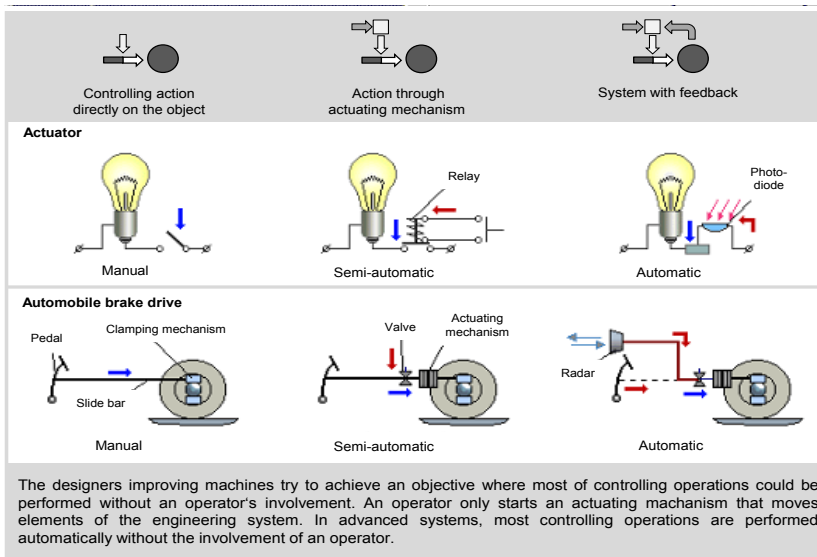 Controlling action
directly on the object
Action through
actuating mechanism
System with feedback
Actuator
Relay
Photo-
diode
Manual
Semi-automatic
Automatic
Automobile brake drive
Pedal
Clamping mechanism
Slide bar
Valve
Actuating
mechanism
Radar
Manual
Semi-automatic
Automatic
The designers improving machines try to achieve an objective where most of controlling operations could be
performed without an operator‘s involvement. An operator only starts an actuating machanism that moves
elements of the engineering system. In advanced systems, most controlling operations are performed
automatically without the involvement of an operator.